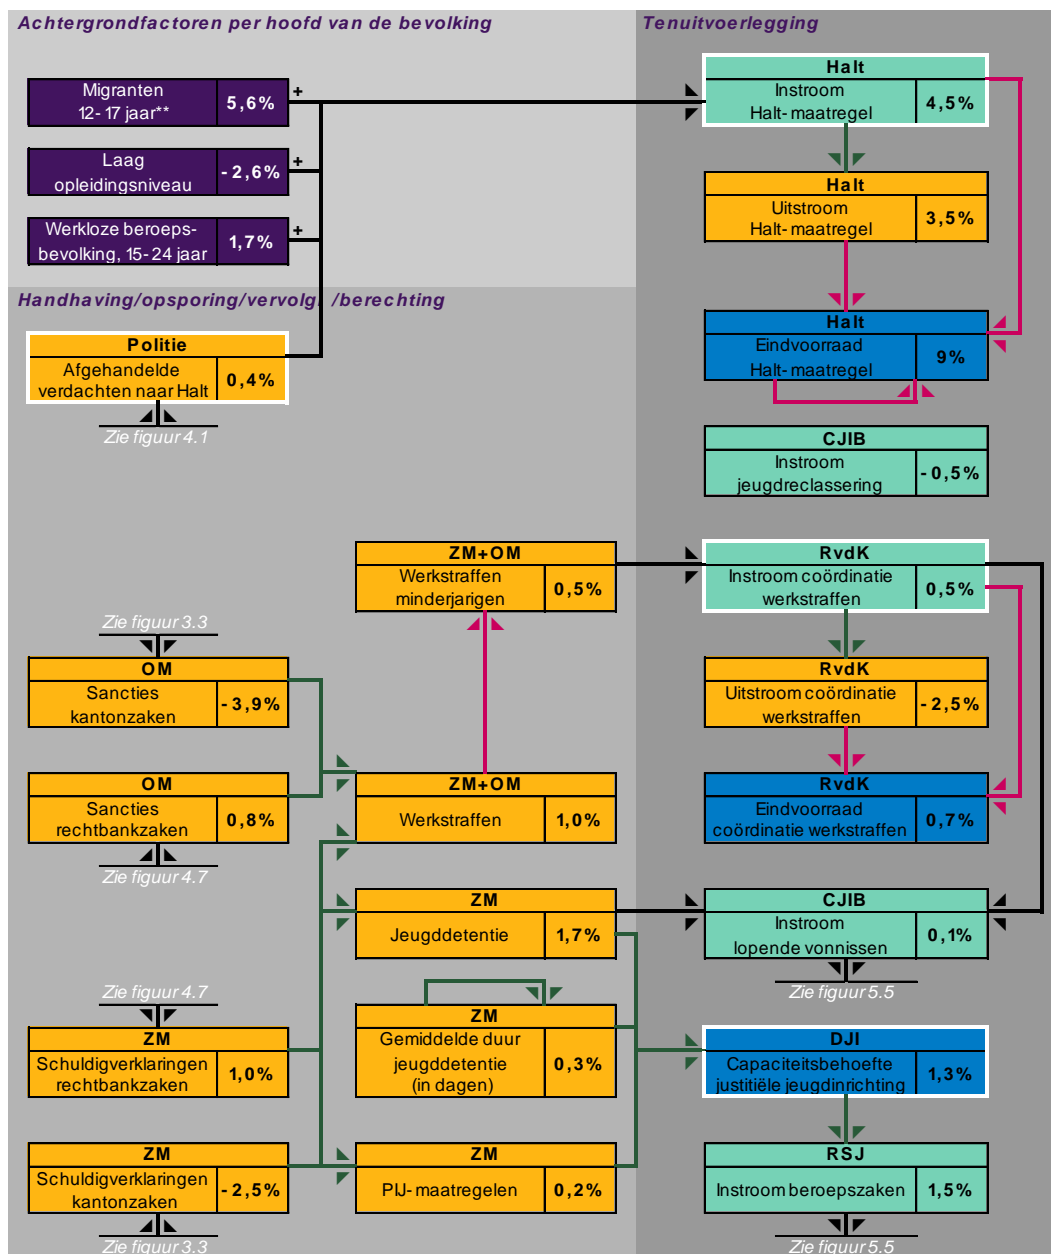 Achtergrondfactoren per hoofd van de bevolking
Migranten
12-17 jaar**
5,6%
+
Laag
opleidingsniveau
-2,6%
+
Werkloze beroeps-
bevolking, 15-24 jaar
1,7%
+
Handhaving/opsporing/vervolg /berechting
Politie
Afgehandelde
verdachten naar Halt
0,4%
Zie figuur 4.1
ZM+OM
Werkstraffen
minderjarigen
0,5%
Zie figuur 3.3
OM
Sancties
kantonzaken
-3,9%
OM
Sancties
rechtbankzaken
0,8%
Zie figuur 4.7
ZM+OM
Werkstraffen
1,0%
ZM
Jeugddetentie
1,7%
Zie figuur 4.7
ZM
Schuldigverklaringen
rechtbankzaken
1,0%
ZM
Gemiddelde duur
jeugddetentie
(in dagen)
0,3%
ZM
Schuldigverklaringen
kantonzaken
-2,5%
Zie figuur 3.3
ZM
PIJ-maatregelen
0,2%
Tenuitvoerlegging
Halt
Instroom
Halt-maatregel
4,5%
Halt
Uitstroom
Halt-maatregel
3,5%
Halt
Eindvoorraad
Halt-maatregel
9%
CJIB
Instroom
jeugdreclassering
-0,5%
RvdK
Instroom coördinatie
werkstraffen
0,5%
RvdK
Uitstroom coördinatie
werkstraffen
-2,5%
RvdK
Eindvoorraad
coördinatie werkstraffen
0,7%
CJIB
Instroom
lopende vonnissen
0,1%
Zie figuur 5.5
DJI
Capaciteitsbehoefte
justitiële jeugdinrichting
1,3%
RSJ
Instroom beroepszaken
1,5%
Zie figuur 5.5